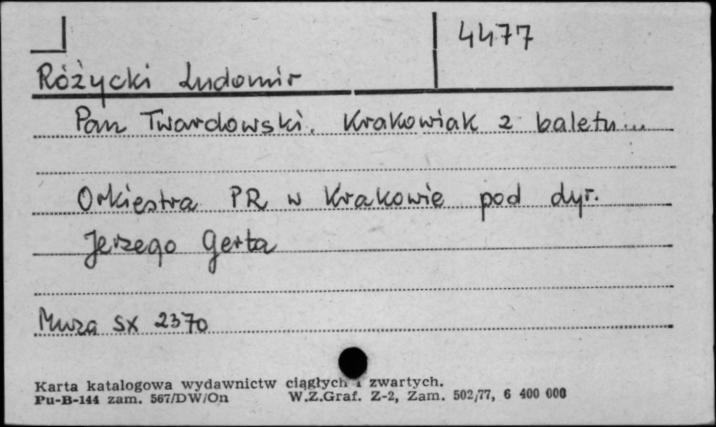 4477
Różycki Ludomir
Pan Twardowski. Krakowiak z baletu...
Orkiestra PR w Krakowie pod dyr.
Jerzego Gerta
Muza SX 2370
Karta katalogowa wydawnictw ciągłych i zwartych.
Pu-B-144 zam. 567/DW/On W.Z.Graf. Z-2, Zam. 502/77, 6 400 000